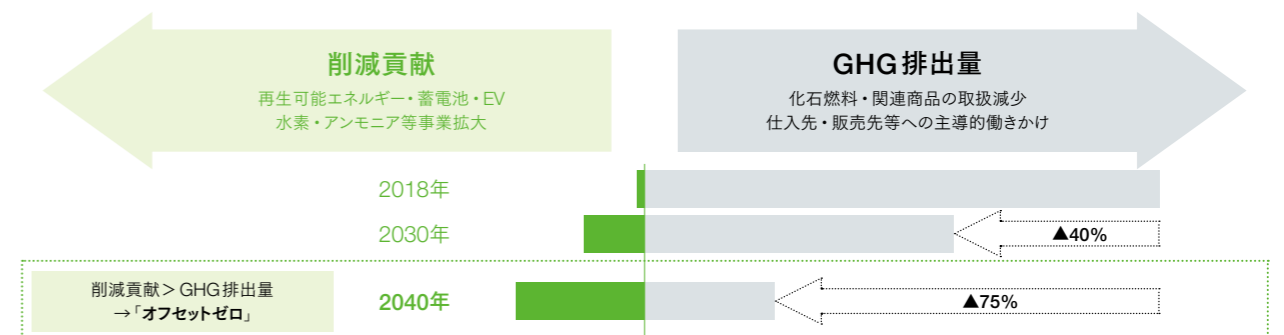 削減貢献
再生可能エネルギー・蓄電池・EV
水素・アンモニア等事業拡大
GHG排出量
化石燃料・関連商品の取扱減少
仕入先・販売先等への主導的働きかけ
2018年
2030年
▲40%
削減貢献＞GHG排出量
→「オフセットゼロ」
2040年
▲75%